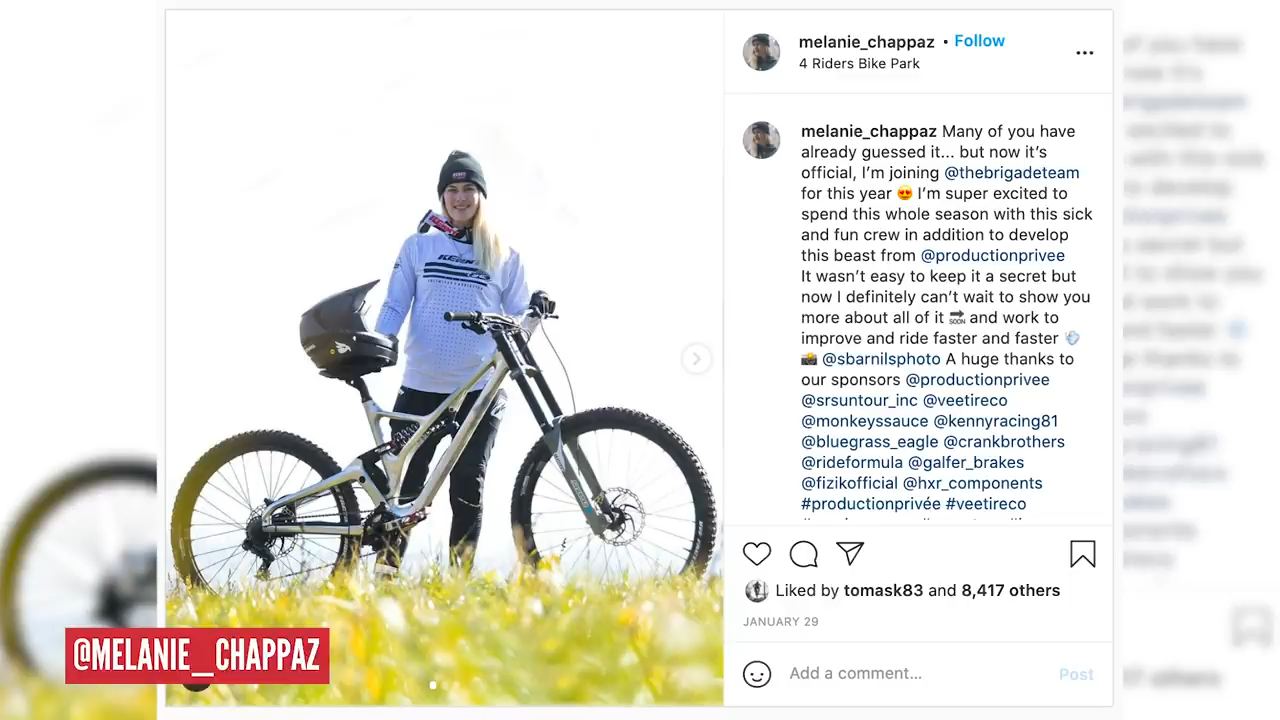 melanie_chappaz • Follow
4 Riders Bike Park
melanie_chappaz Many of you have
already guessed it... but now it's
official, I'm joining @thebrigadeteam
for this year 😍 I'm super excited to
spend this whole season with this sick
and fun crew in addition to develop
this beast from @productionprivee
It wasn't easy to keep it a secret but
now I definitely can't wait to show you
more about all of it 🔜 and work to
improve and ride faster and faster 💨
📸 @sbarnilsphoto A huge thanks to
our sponsors @productionprivee
@srsuntour_inc @veetireco
@monkeyssauce @kennyracing81
@bluegrass_eagle @crankbrothers
@rideformula @galfer_brakes
@fizikofficial @hxr_components
#productionprivée #veetireco
Liked by tomask83 and 8,417 others
JANUARY 29
Add a comment...
Post
@MELANIE_CHAPPAZ